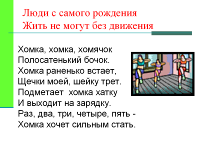 Люди с самого рождения
Жить не могут без движения
Хомка, хомка, хомячок
Полосатенький бочок.
Хомка раненько встает,
Щечки моей, шейку трет.
Подметает хомка хатку
И выходит на зарядку.
Раз, два, три, четыре, пять -
Хомка хочет сильным стать.